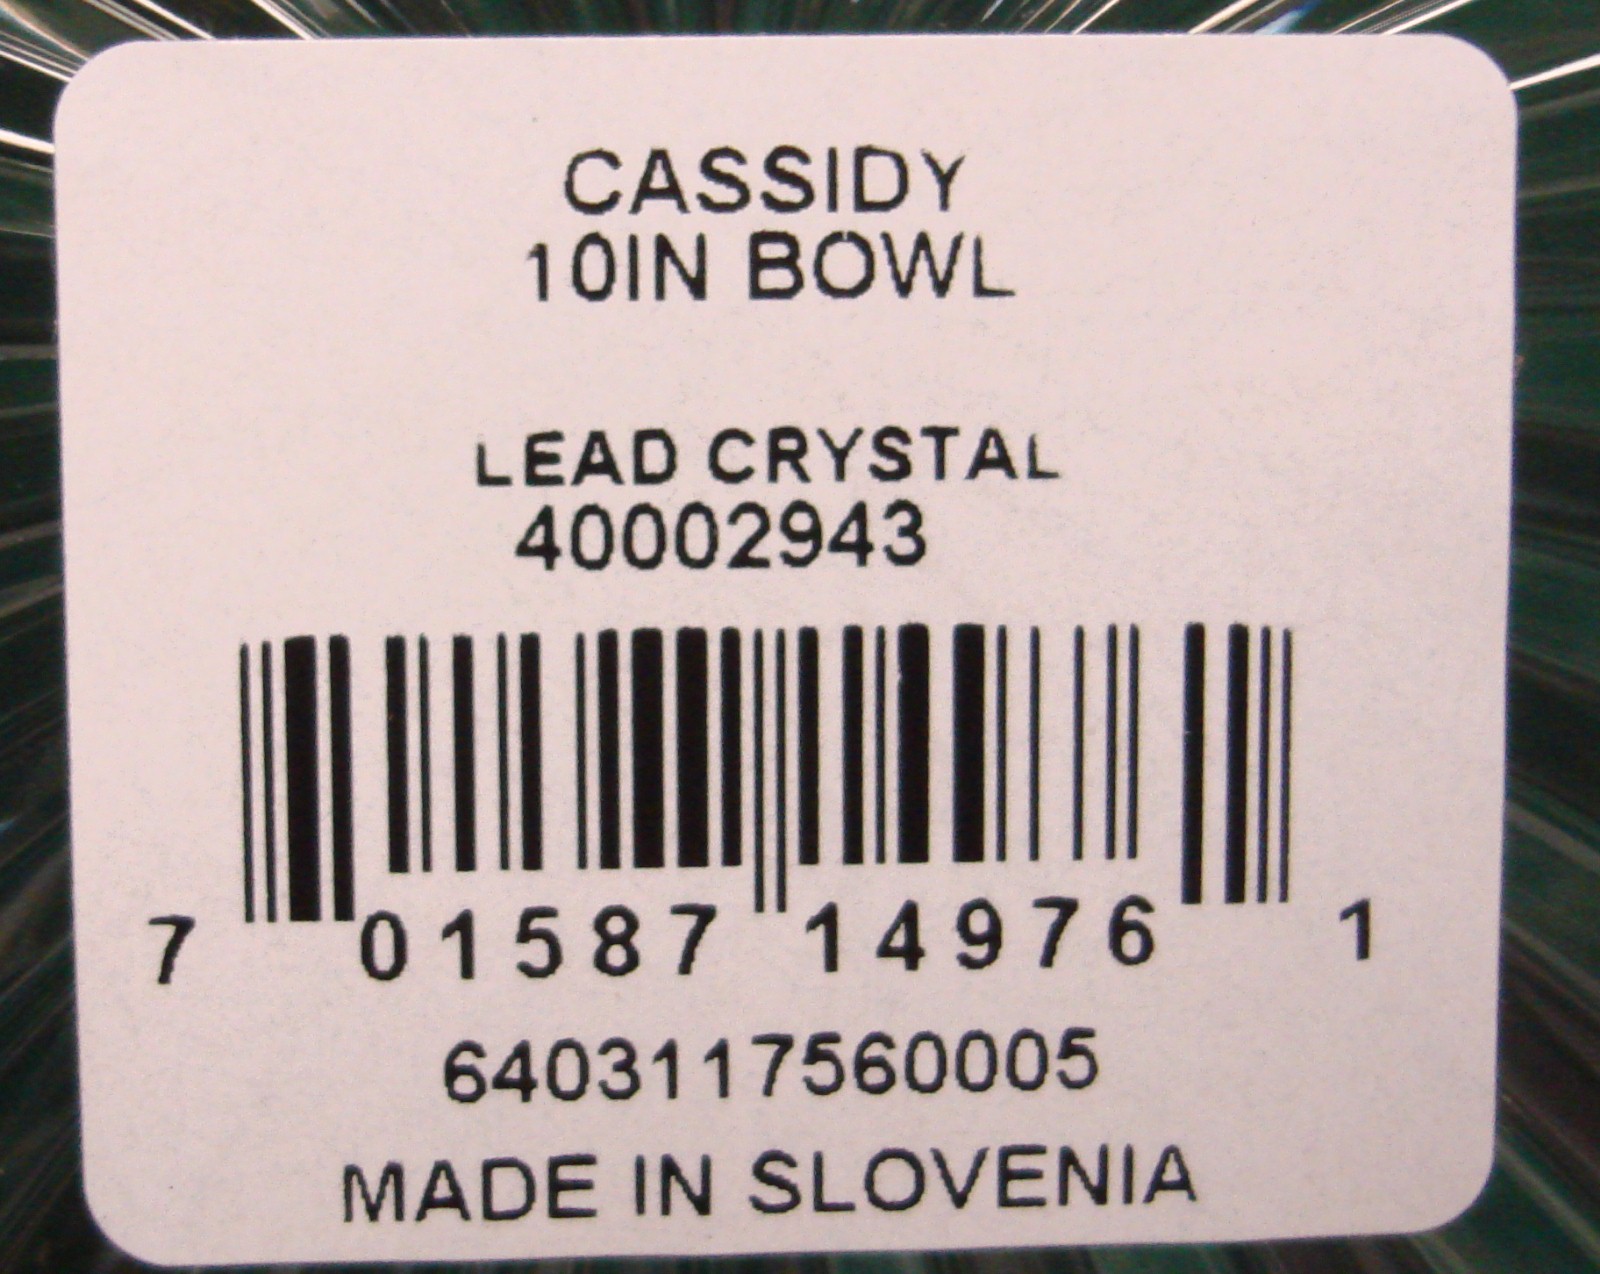 CASSIDY
10IN BOWL
LEAD CRYSTAL
40002943
7 01587 14976 1
6403117560005
MADE IN SLOVENIA